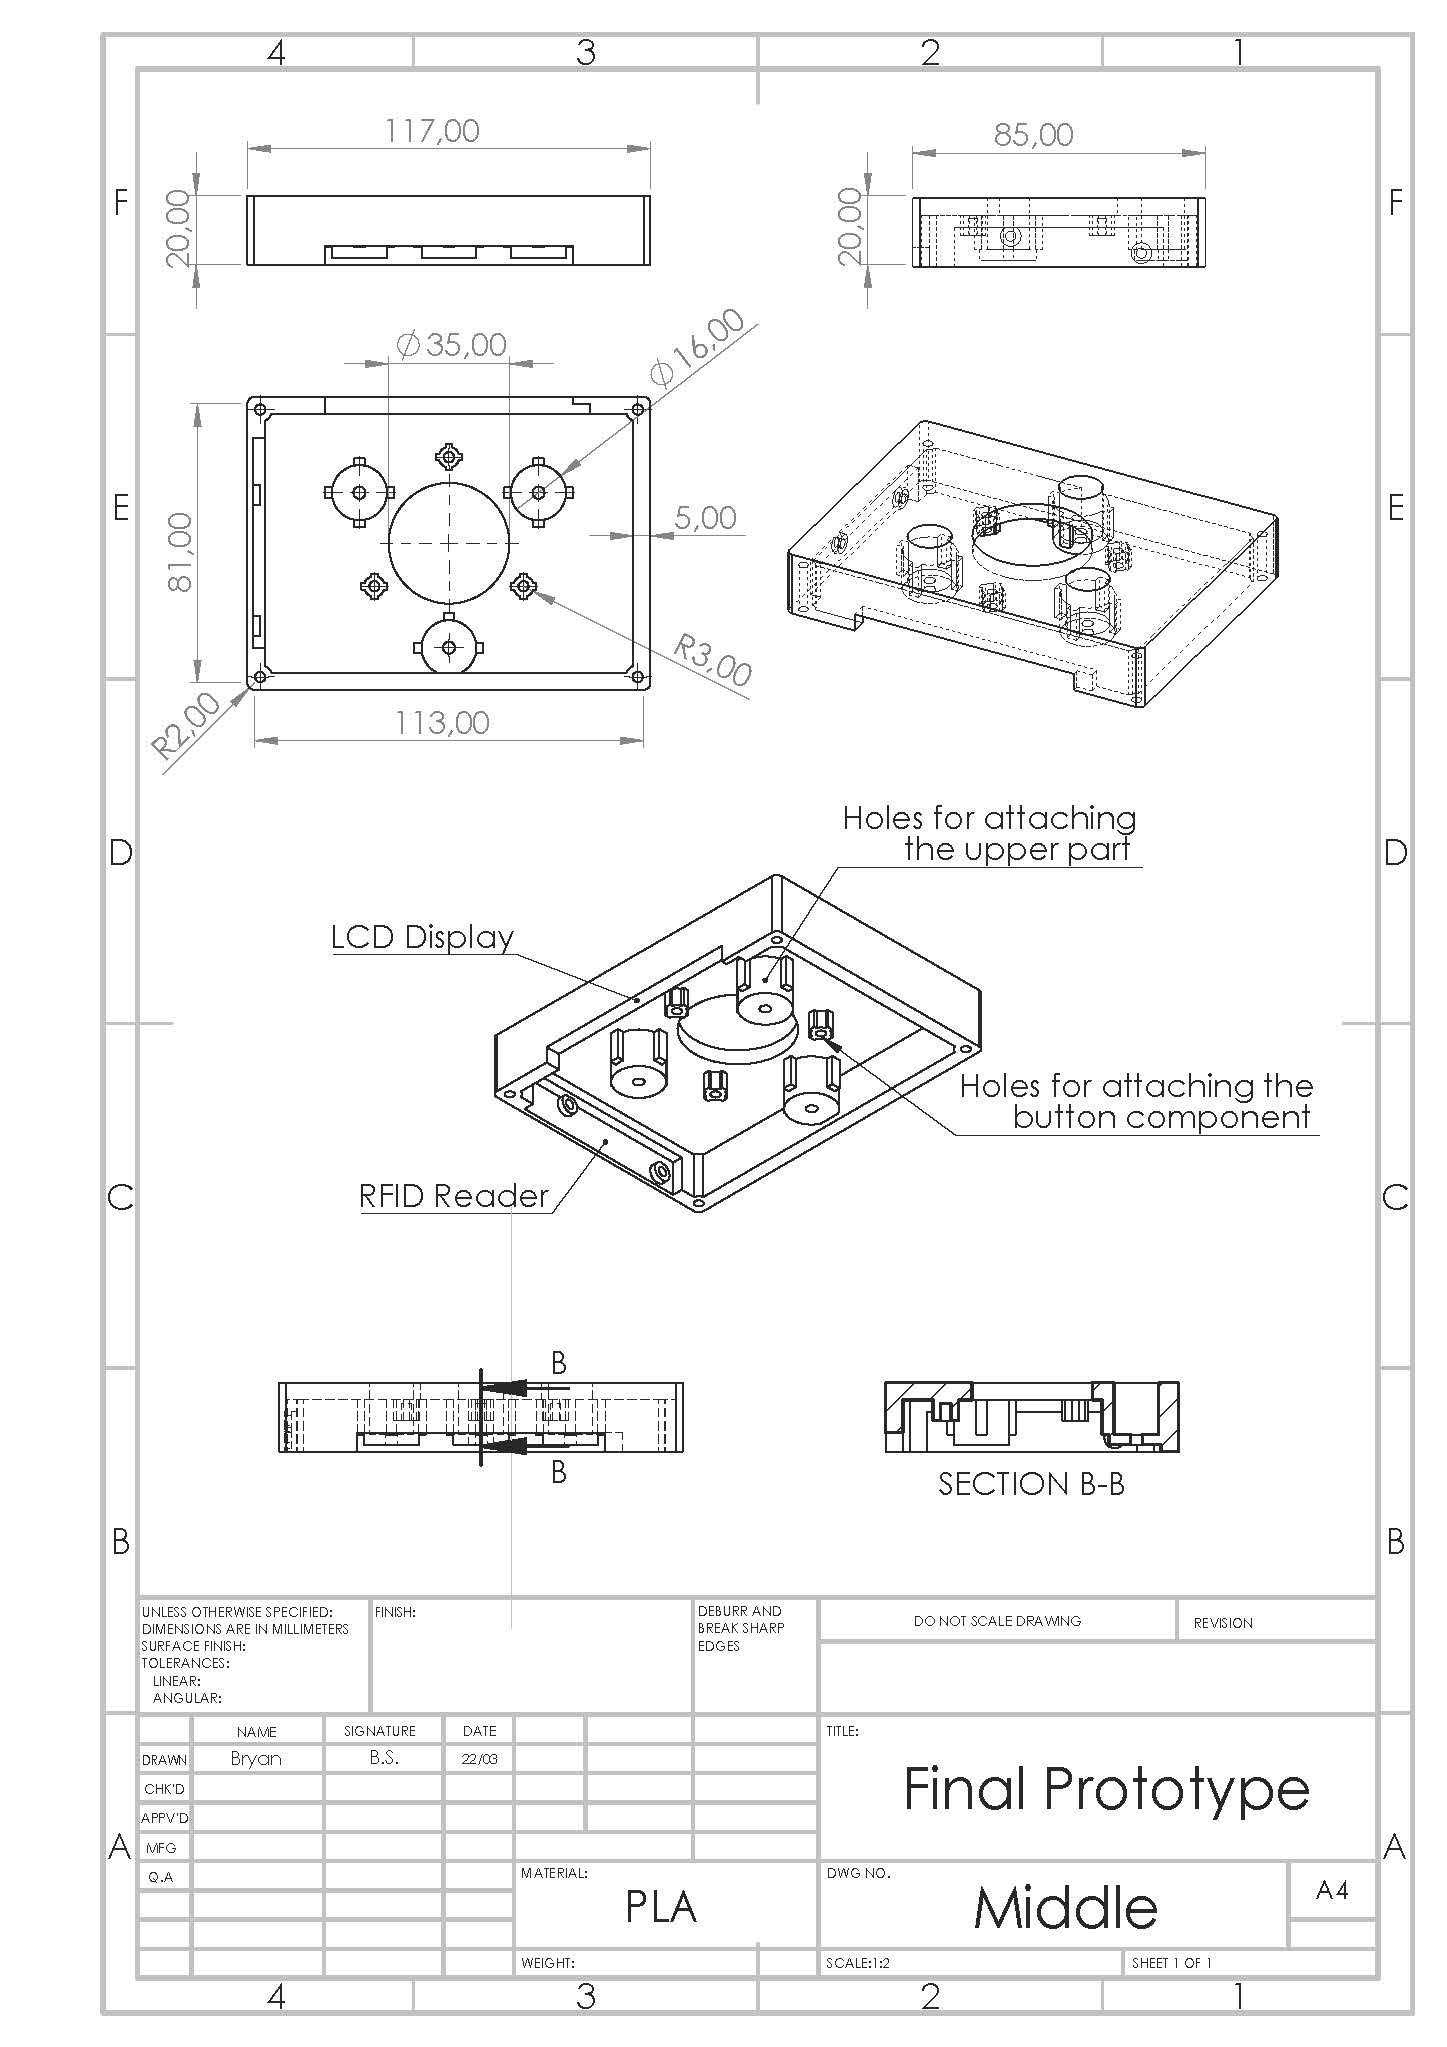 4 3 2 1
F F
E E
D D
C C
B B
A A
117,00
20,00
85,00
20,00
∅35,00
∅16,00
81,00
5,00
R3,00
R2,00
113,00
Holes for attaching
the upper part
LCD Display
Holes for attaching the
button component
RFID Reader
B
B
SECTION B-B
UNLESS OTHERWISE SPECIFIED:
DIMENSIONS ARE IN MILLIMETERS
SURFACE FINISH:
TOLERANCES:
LINEAR:
ANGULAR:
FINISH:
DEBURR AND
BREAK SHARP
EDGES
DO NOT SCALE DRAWING
REVISION
NAME SIGNATURE DATE
DRAWN Bryan B.S. 22/03
CHK'D
APPV'D
MFG
Q.A
TITLE:
Final Prototype
MATERIAL:
PLA
DWG NO.
Middle
A4
WEIGHT:
SCALE:1:2
SHEET 1 OF 1
4 3 2 1